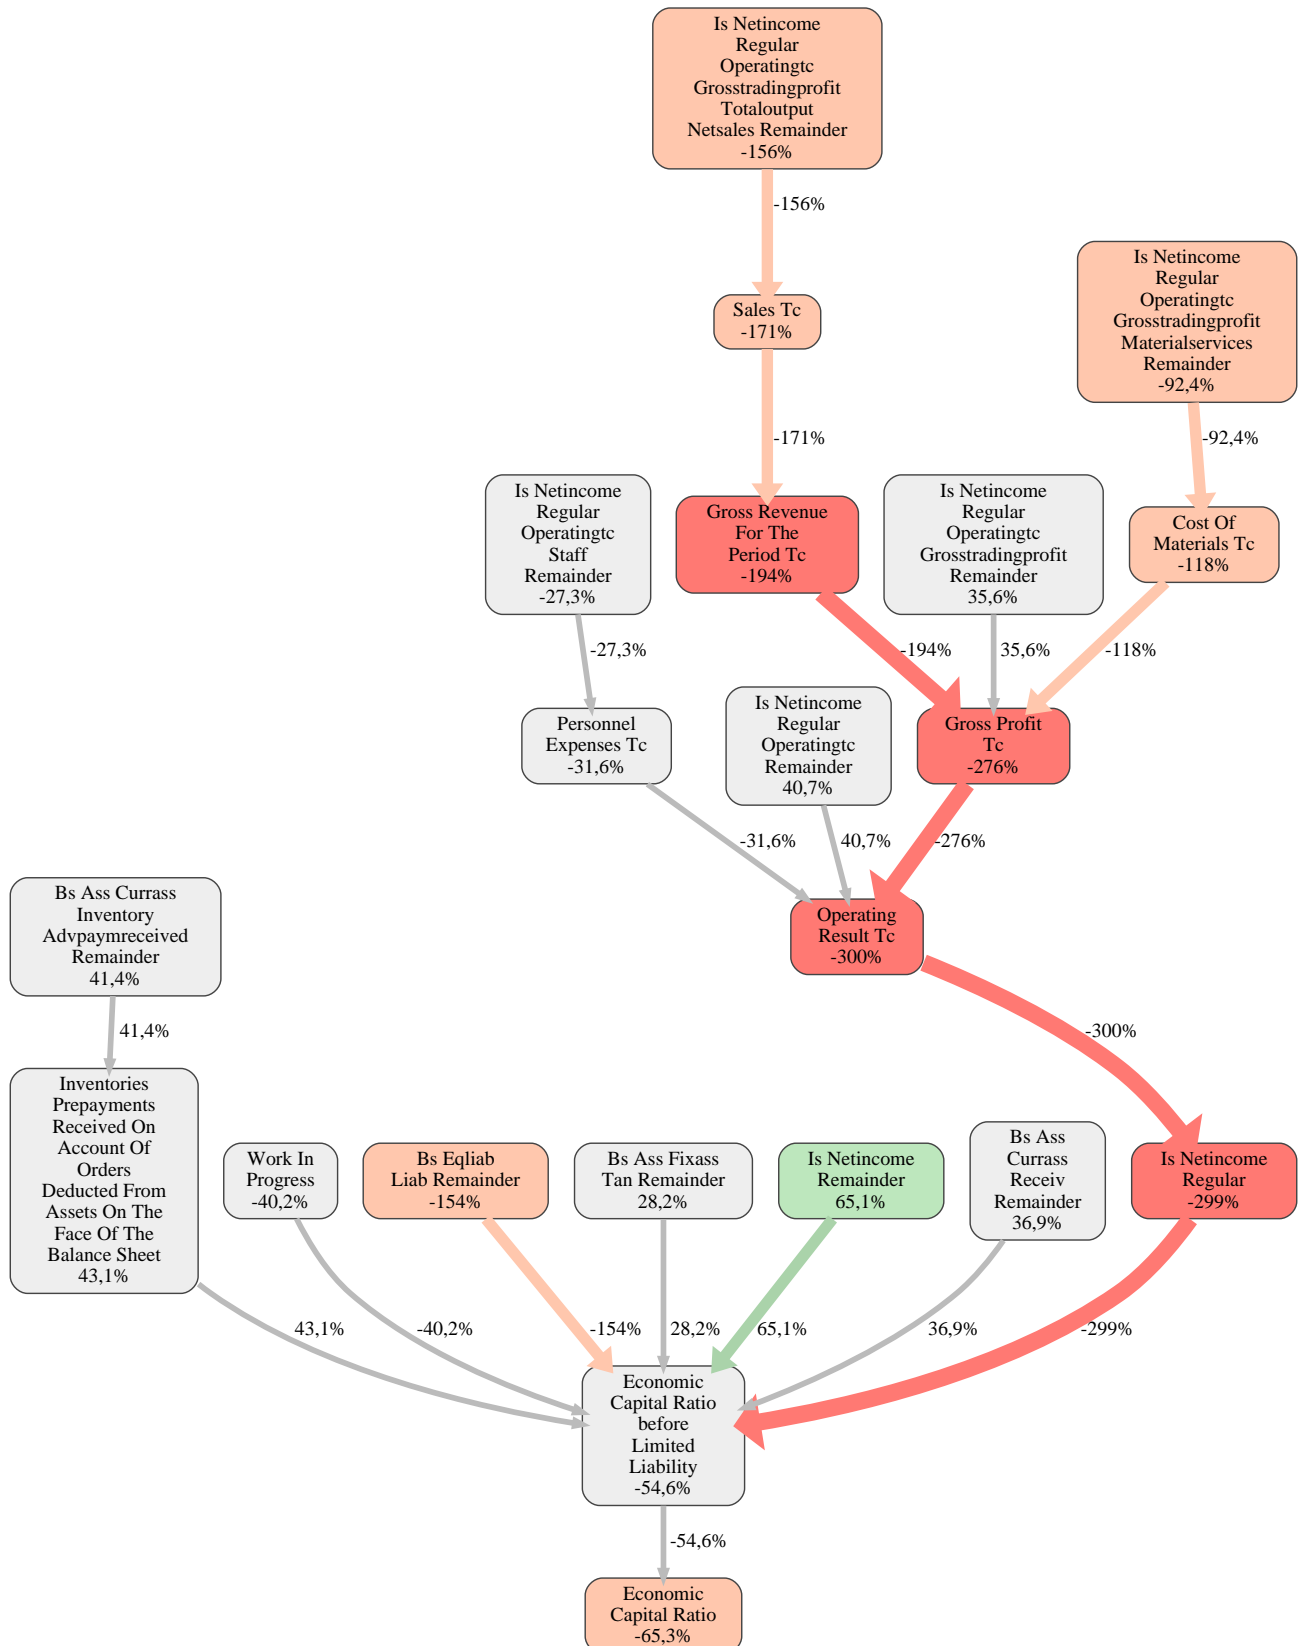 Is Netincome
Regular
Operatingtc
Grosstradingprofit
Totaloutput
Netsales Remainder
-156%
-156%
Is Netincome
Regular
Operatingtc
Grosstradingprofit
Materialservices
Remainder
-92,4%
Sales Tc
-171%
-171%
-92,4%
Is Netincome
Regular
Operatingtc
Staff
Remainder
-27,3%
Gross Revenue
For The
Period Tc
-194%
Is Netincome
Regular
Operatingtc
Grosstradingprofit
Remainder
35,6%
Cost Of
Materials Tc
-118%
-27,3%
-194%
35,6%
-118%
Personnel
Expenses Tc
-31,6%
Is Netincome
Regular
Operatingtc
Remainder
40,7%
Gross Profit
Tc
-276%
-31,6%
40,7%
-276%
Bs Ass Currass
Inventory
Advpaymreceived
Remainder
41,4%
Operating
Result Tc
-300%
41,4%
-300%
Inventories
Prepayments
Received On
Account Of
Orders
Deducted From
Assets On The
Face Of The
Balance Sheet
43,1%
Work In
Progress
-40,2%
Bs Eqliab
Liab Remainder
-154%
Bs Ass Fixass
Tan Remainder
28,2%
Is Netincome
Remainder
65,1%
Bs Ass
Currass
Receiv
Remainder
36,9%
Is Netincome
Regular
-299%
43,1%
-40,2%
-154%
28,2%
65,1%
36,9%
-299%
Economic
Capital Ratio
before
Limited
Liability
-54,6%
-54,6%
Economic
Capital Ratio
-65,3%